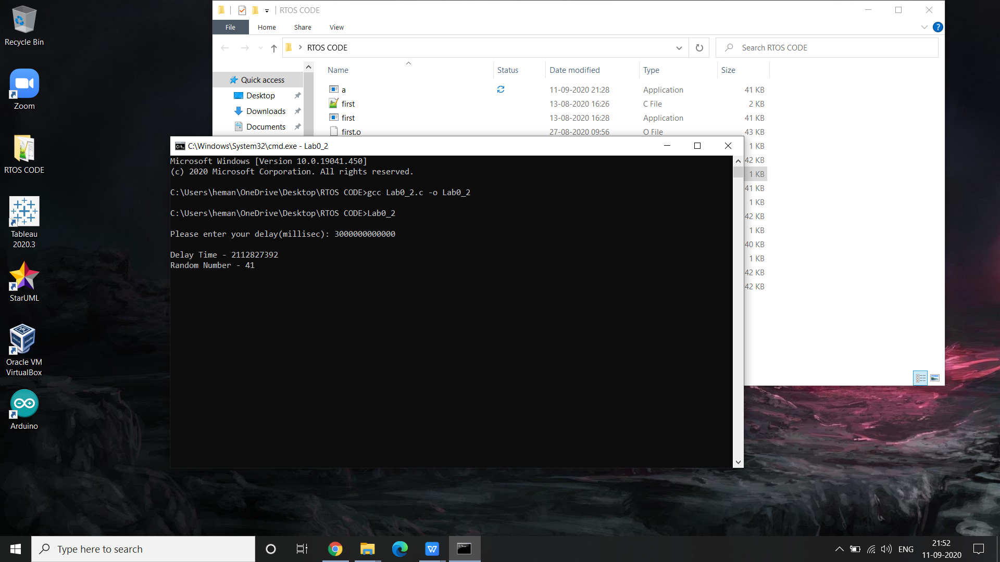 Recycle Bin
Zoom
RTOS CODE
Tableau
2020.3
StarUML
Oracle VM
VirtualBox
Arduino
RTOS CODE
File Home Share View
RTOS CODE
Search RTOS CODE
Name Status Date modified Type Size
Quick access
Desktop
Downloads
Documents
a 11-09-2020 21:28 Application 41 KB
first 13-08-2020 16:26 C File 2 KB
first 13-08-2020 16:28 Application 41 KB
first.o 27-08-2020 09:56 O File 43 KB
1 KB
42 KB
1 KB
41 KB
1 KB
42 KB
1 KB
40 KB
1 KB
42 KB
42 KB
C:\Windows\System32\cmd.exe - Lab0_2
Microsoft Windows [Version 10.0.19041.450]
(c) 2020 Microsoft Corporation. All rights reserved.
C:\Users\heman\OneDrive\Desktop\RTOS CODE>gcc Lab0_2.c -o Lab0_2
C:\Users\heman\OneDrive\Desktop\RTOS CODE>Lab0_2
Please enter your delay(millisec): 3000000000000
Delay Time - 2112827392
Random Number - 41
Type here to search
ENG
21:52
11-09-2020